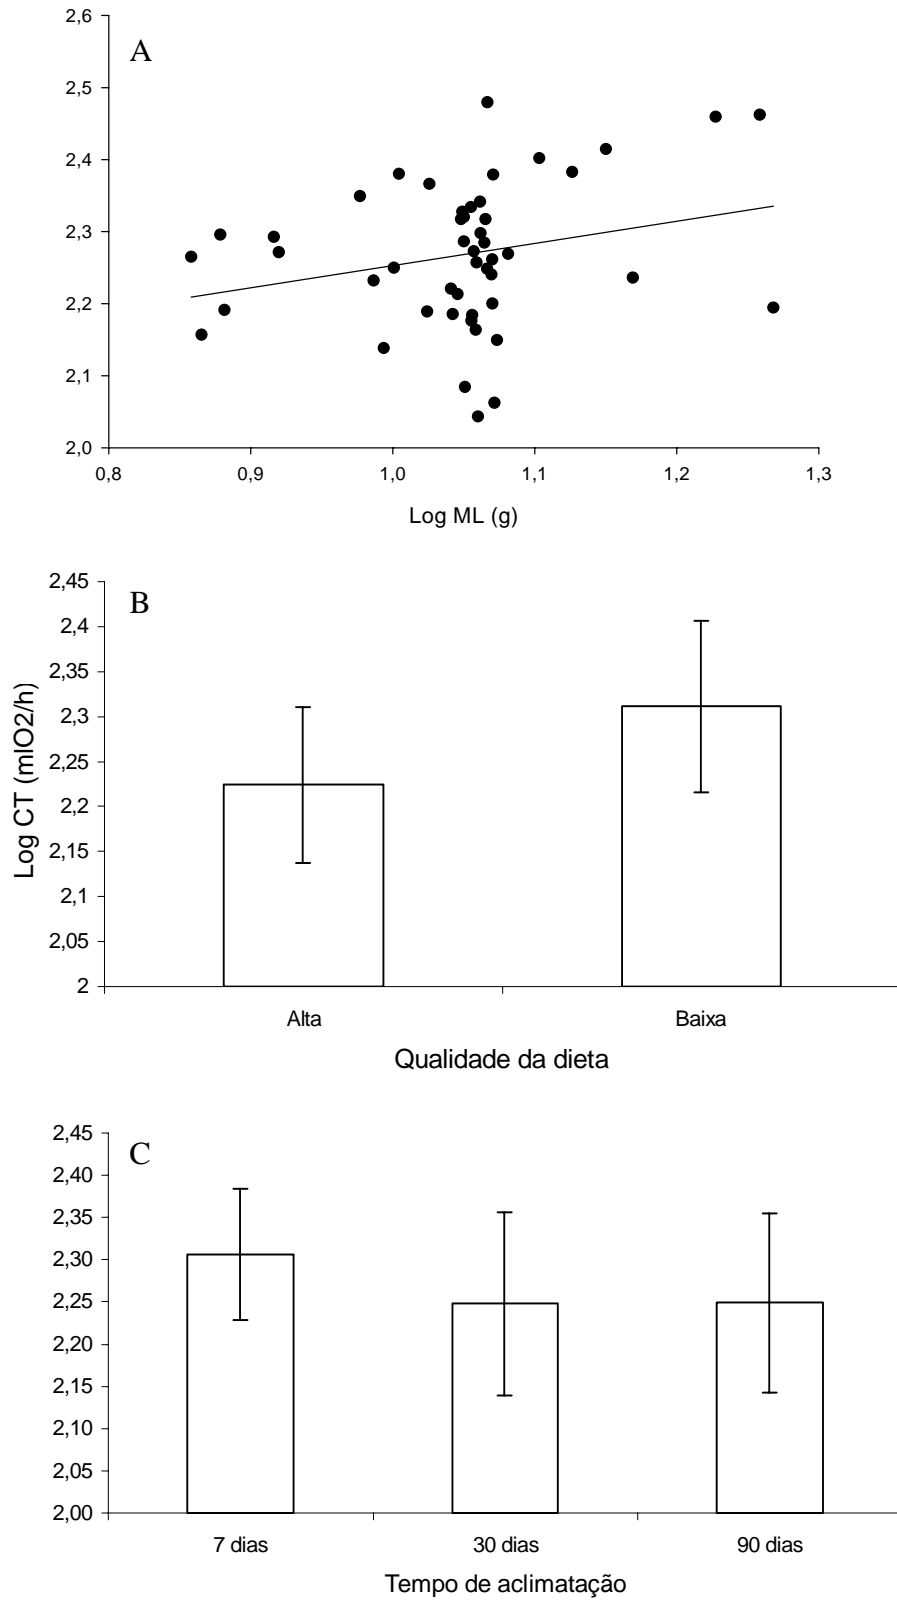 2,6
A
2,5
2,4
2,3
2,2
2,1
2,0
0,8 0,9 1,0 1,1 1,2 1,3
Log ML (g)
2,45
B
2,4
2,35
2,3
2,25
2,2
2,15
2,1
2,05
2
Log CT (mlO2/h)
Alta Baixa
Qualidade da dieta
2,45
C
2,40
2,35
2,30
2,25
2,20
2,15
2,10
2,05
2,00
7 dias 30 dias 90 dias
Tempo de aclimatação